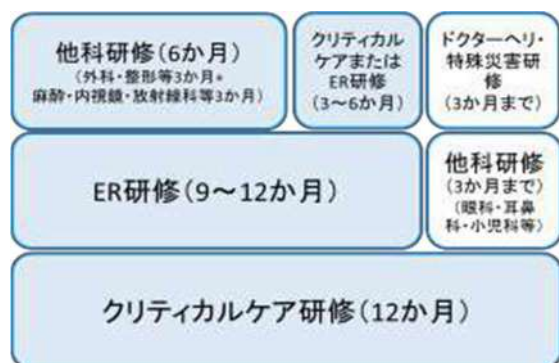 他科研修(6か月)
(外科・整形等3か月+
麻酔・内視鏡・放射線科等3か月)
クリティカル
ケアまたは
ER研修
(3～6か月)
ドクターヘリ・
特殊災害研
修
(3か月まで)
ER研修(9～12か月)
他科研修
(3か月まで)
(眼科・耳鼻
科・小児科等)
クリティカルケア研修(12か月)